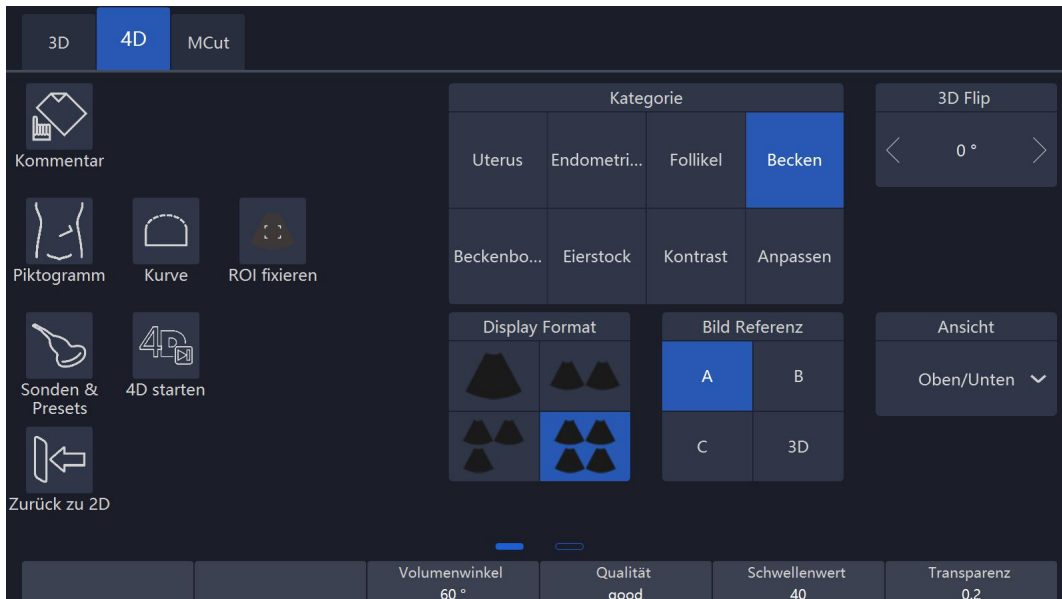 3D
4D
MCut
Kommentar
Piktogramm
Kurve
ROI fixieren
Sonden &
Presets
4D
4D starten
Zurück zu 2D
Kategorie
Uterus
Endometri...
Follikel
Becken
Beckenbo...
Eierstock
Kontrast
Anpassen
3D Flip
0 °
Display Format
Bild Referenz
A
B
C
3D
Ansicht
Oben/Unten
Volumenwinkel
60 °
Qualität
good
Schwellenwert
40
Transparenz
0.2